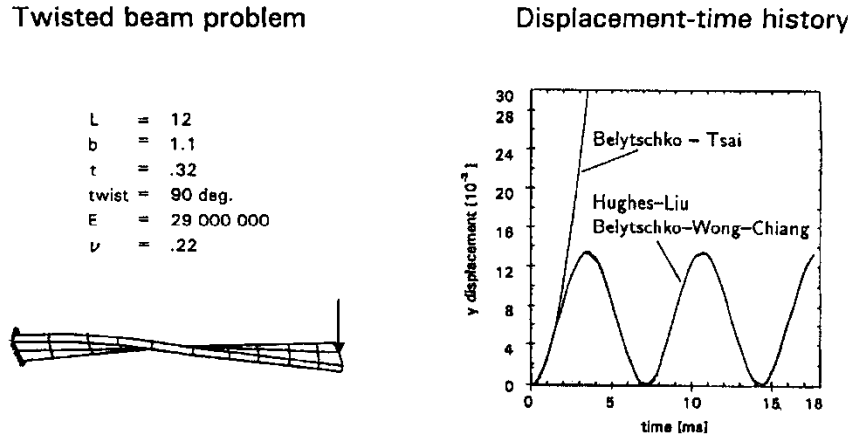 Twisted beam problem
L = 12
b = 1.1
t = .32
twist = 90 deg.
E = 29 000 000
ν = .22
Displacement-time history
y displacement [10⁻³]
30
28
24
20
16
12
8
4
0
Belytschko – Tsai
Hughes–Liu
Belytschko–Wong–Chiang
0 5 10 15 18
time [ms]